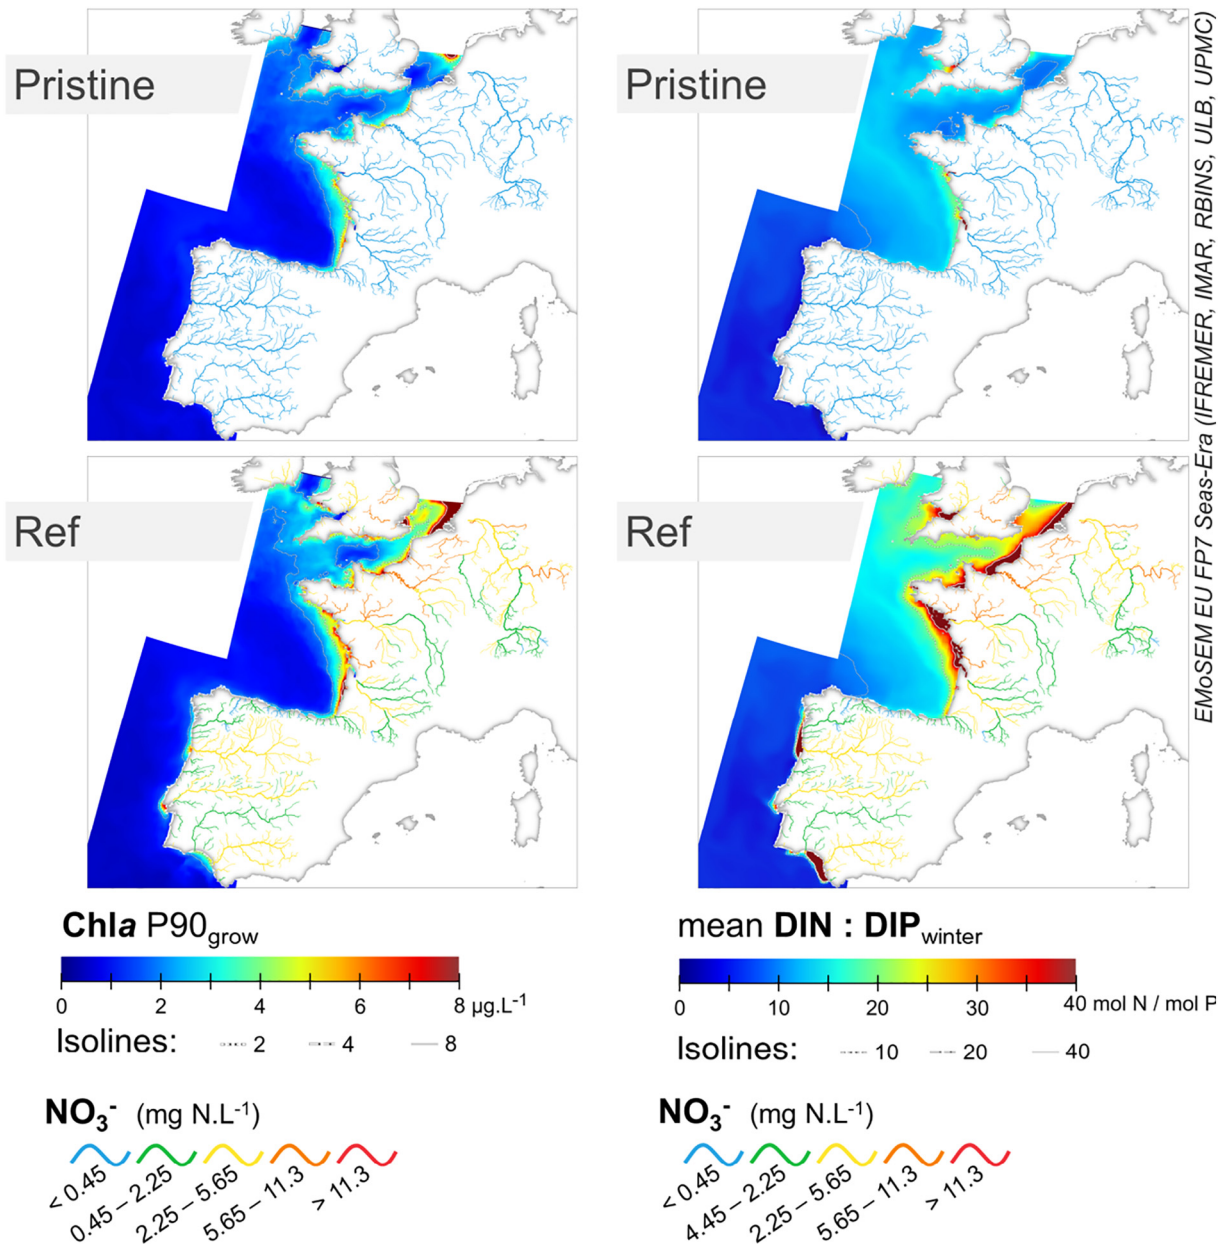 Pristine
Pristine
EMoSEM EU FP7 Seas-Era (IFREMER, IMAR, RBINS, ULB, UPMC)
Ref
Ref
Chla P90grow
0 2 4 6 8 µg.L-1
Isolines: 2 4 8
NO3- (mg N.L-1)
< 0.45
0.45 – 2.25
2.25 – 5.65
5.65 – 11.3
> 11.3
mean DIN : DIPwinter
0 10 20 30 40 mol N / mol P
Isolines: 10 20 40
NO3- (mg N.L-1)
< 0.45
4.45 – 2.25
2.25 – 5.65
5.65 – 11.3
> 11.3